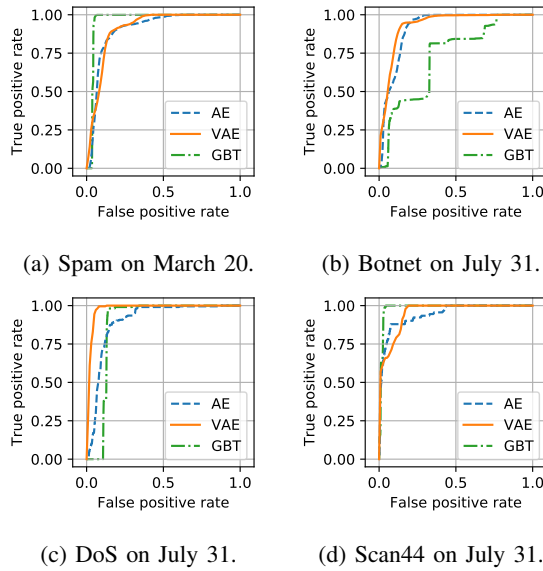 1.00
0.75
0.50
0.25
0.00
True positive rate
AE
VAE
GBT
0.0 0.5 1.0
False positive rate
(a) Spam on March 20.
1.00
0.75
0.50
0.25
0.00
True positive rate
AE
VAE
GBT
0.0 0.5 1.0
False positive rate
(b) Botnet on July 31.
1.00
0.75
0.50
0.25
0.00
True positive rate
AE
VAE
GBT
0.0 0.5 1.0
False positive rate
(c) DoS on July 31.
1.00
0.75
0.50
0.25
0.00
True positive rate
AE
VAE
GBT
0.0 0.5 1.0
False positive rate
(d) Scan44 on July 31.